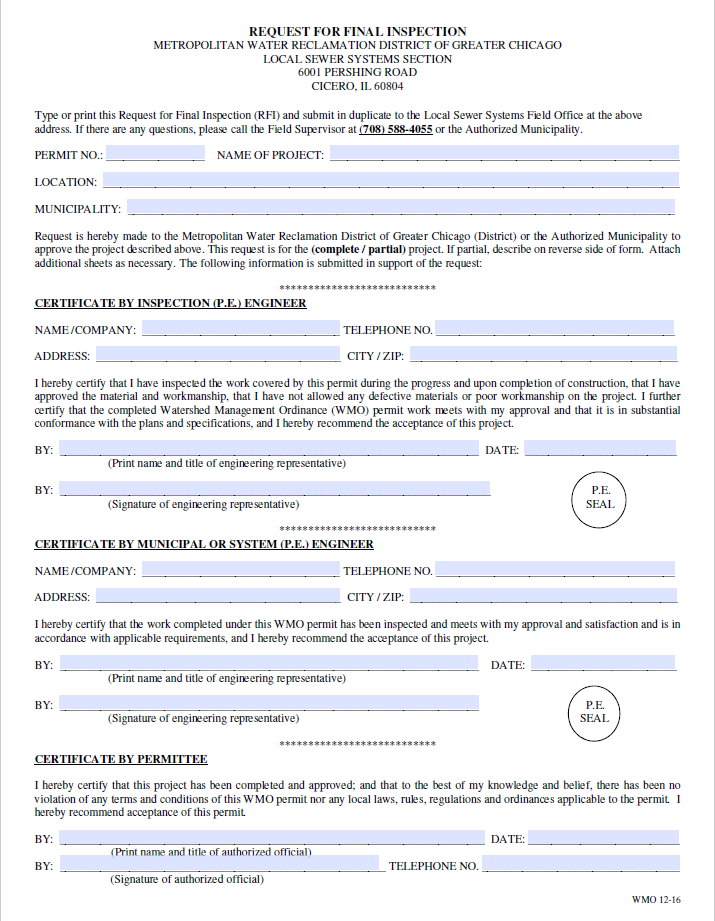 REQUEST FOR FINAL INSPECTION
METROPOLITAN WATER RECLAMATION DISTRICT OF GREATER CHICAGO
LOCAL SEWER SYSTEMS SECTION
6001 PERSHING ROAD
CICERO, IL 60804
Type or print this Request for Final Inspection (RFI) and submit in duplicate to the Local Sewer Systems Field Office at the above
address. If there are any questions, please call the Field Supervisor at (708) 588-4055 or the Authorized Municipality.
PERMIT NO.: NAME OF PROJECT:
LOCATION:
MUNICIPALITY:
Request is hereby made to the Metropolitan Water Reclamation District of Greater Chicago (District) or the Authorized Municipality to
approve the project described above. This request is for the (complete / partial) project. If partial, describe on reverse side of form. Attach
additional sheets as necessary. The following information is submitted in support of the request:
***************************
CERTIFICATE BY INSPECTION (P.E.) ENGINEER
NAME/COMPANY: TELEPHONE NO.
ADDRESS: CITY / ZIP:
I hereby certify that I have inspected the work covered by this permit during the progress and upon completion of construction, that I have
approved the material and workmanship, that I have not allowed any defective materials or poor workmanship on the project. I further
certify that the completed Watershed Management Ordinance (WMO) permit work meets with my approval and that it is in substantial
conformance with the plans and specifications, and I hereby recommend the acceptance of this project.
BY: DATE:
(Print name and title of engineering representative)
BY:
(Signature of engineering representative)
P.E.
SEAL
***************************
CERTIFICATE BY MUNICIPAL OR SYSTEM (P.E.) ENGINEER
NAME/COMPANY: TELEPHONE NO.
ADDRESS: CITY / ZIP:
I hereby certify that the work completed under this WMO permit has been inspected and meets with my approval and satisfaction and is in
accordance with applicable requirements, and I hereby recommend the acceptance of this project.
BY: DATE:
(Print name and title of engineering representative)
BY:
(Signature of engineering representative)
P.E.
SEAL
***************************
CERTIFICATE BY PERMITTEE
I hereby certify that this project has been completed and approved; and that to the best of my knowledge and belief, there has been no
violation of any terms and conditions of this WMO permit nor any local laws, rules, regulations and ordinances applicable to the permit. I
hereby recommend acceptance of this permit.
BY: DATE:
(Print name and title of authorized official)
BY: TELEPHONE NO.
(Signature of authorized official)
WMO 12-16